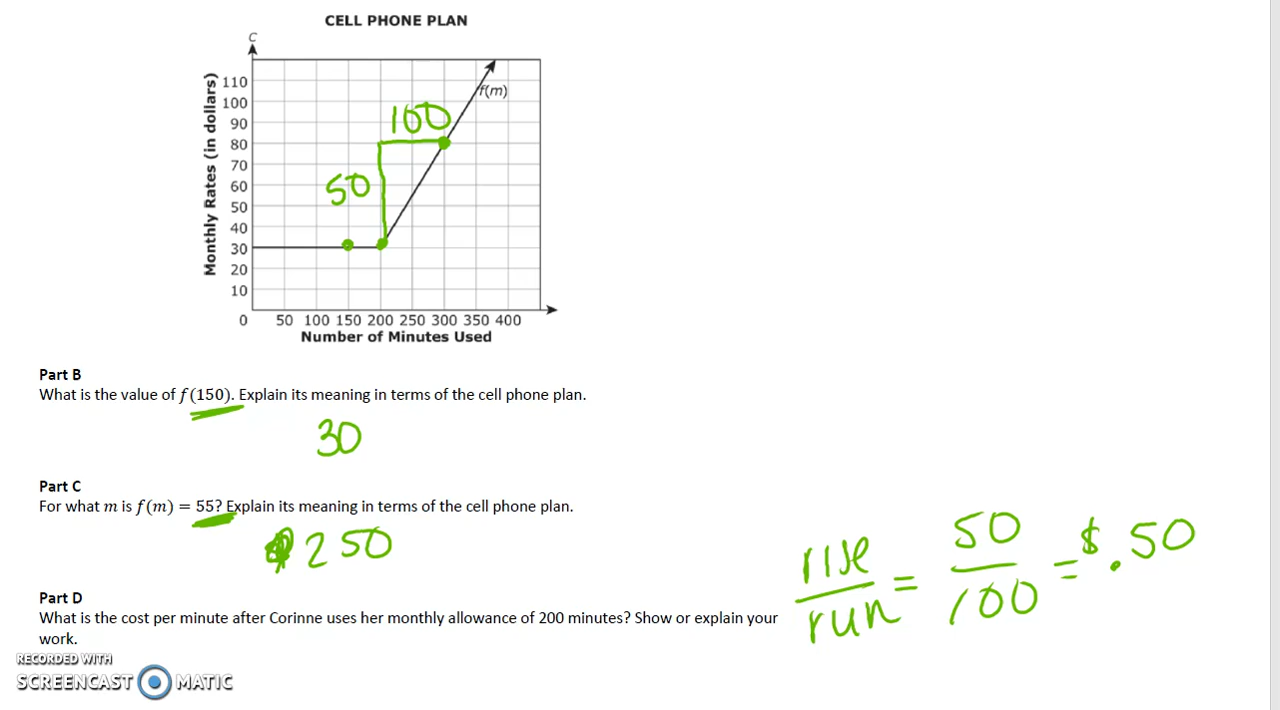 CELL PHONE PLAN
C
Monthly Rates (in dollars)
110
100
90
80
70
60
50
40
30
20
10
f(m)
100
50
0 50 100 150 200 250 300 350 400
Number of Minutes Used
Part B
What is the value of f(150). Explain its meaning in terms of the cell phone plan.
30
Part C
For what m is f(m) = 55? Explain its meaning in terms of the cell phone plan.
250
rise/run = 50/100 = $.50
Part D
What is the cost per minute after Corinne uses her monthly allowance of 200 minutes? Show or explain your
work.
RECORDED WITH
SCREENCAST MATIC